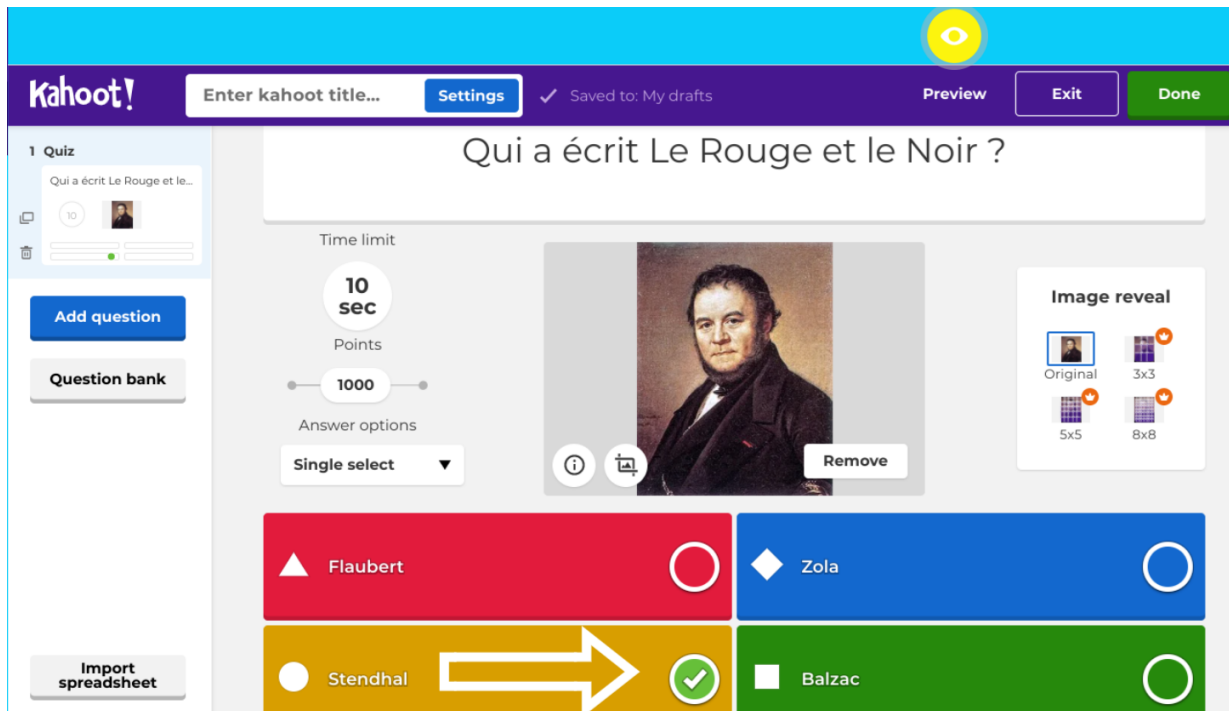 Kahoot!
Enter kahoot title...
Settings
Saved to: My drafts
Preview
Exit
Done
1 Quiz
Qui a écrit Le Rouge et le...
10
Add question
Question bank
Import
spreadsheet
Qui a écrit Le Rouge et le Noir ?
Time limit
10
sec
Points
1000
Answer options
Single select
Remove
Image reveal
Original
3x3
5x5
8x8
Flaubert
Zola
Stendhal
Balzac